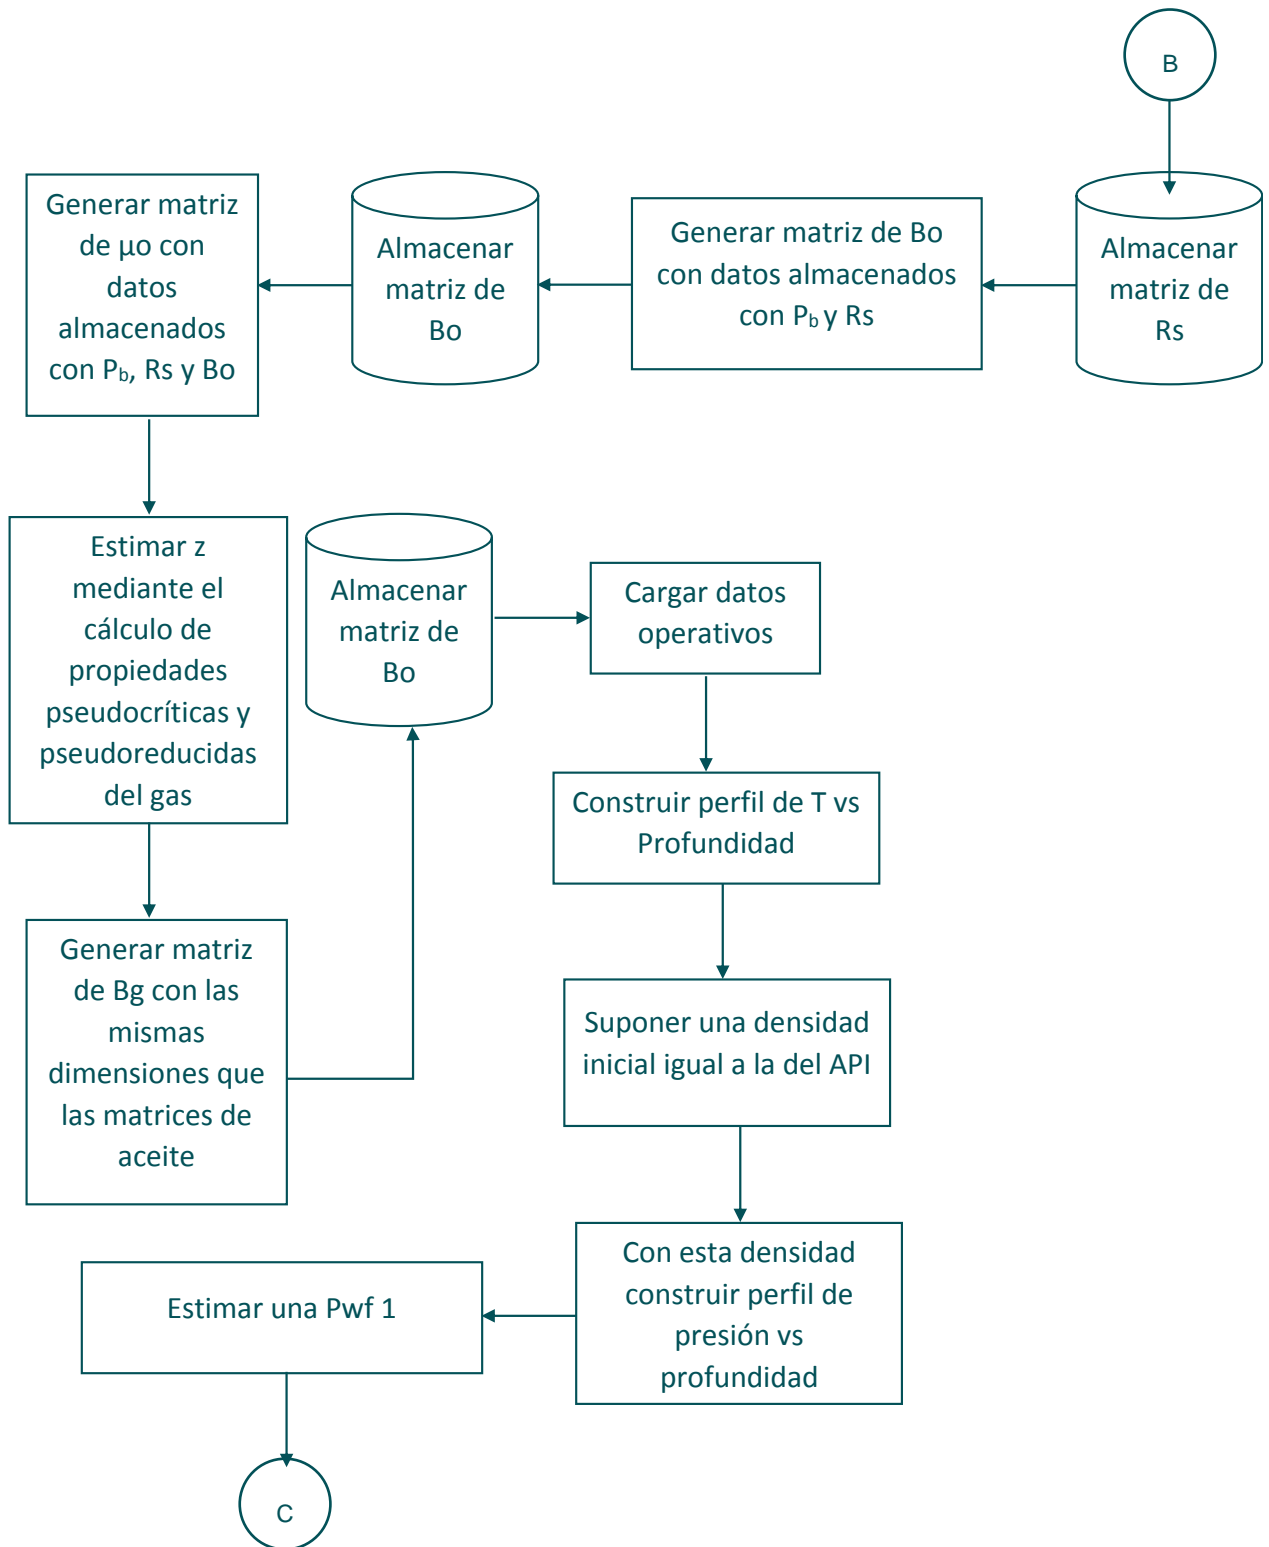 B
Almacenar
matriz de
Rs
Generar matriz de Bo
con datos almacenados
con Pb y Rs
Almacenar
matriz de
Bo
Generar matriz
de µo con
datos
almacenados
con Pb, Rs y Bo
Estimar z
mediante el
cálculo de
propiedades
pseudocríticas y
pseudoreducidas
del gas
Generar matriz
de Bg con las
mismas
dimensiones que
las matrices de
aceite
Almacenar
matriz de
Bo
Cargar datos
operativos
Construir perfil de T vs
Profundidad
Suponer una densidad
inicial igual a la del API
Con esta densidad
construir perfil de
presión vs
profundidad
Estimar una Pwf 1
C